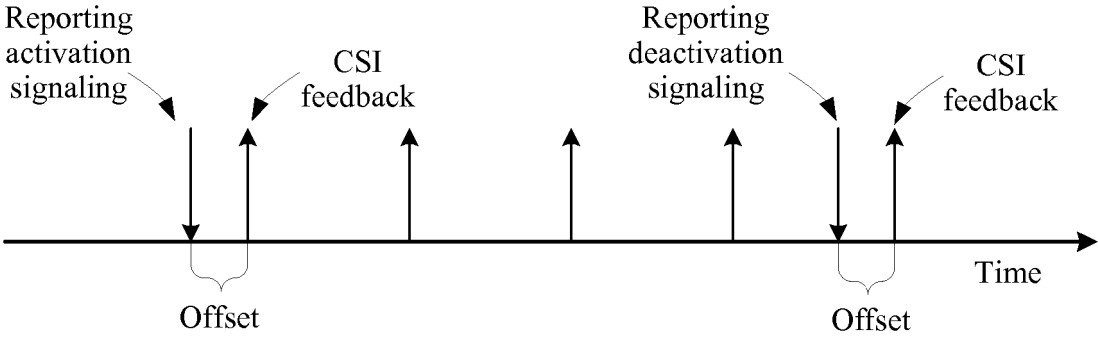 Reporting
activation
signaling
CSI
feedback
Reporting
deactivation
signaling
CSI
feedback
Time
Offset
Offset